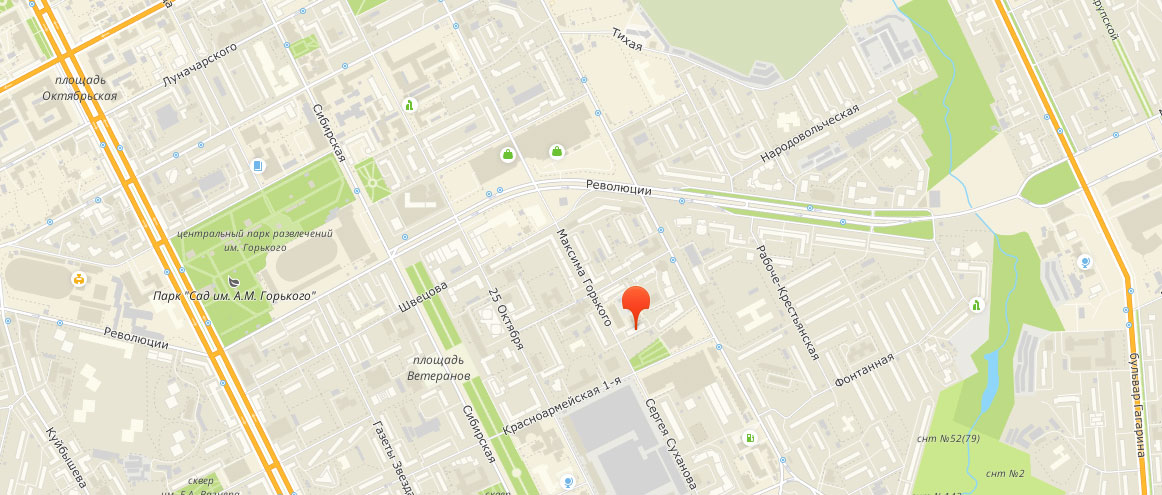 Тихая
Луначарского
площадь
Октябрьская
Сибирская
Народовольческая
Революции
центральный парк развлечений
им. Горького
Парк "Сад им. А.М. Горького"
Максима Горького
Рабоче-Крестьянская
Швецова
25 Октября
Революции
площадь
Ветеранов
Фонтанная
бульвар Гагарина
Красноармейская 1-я
Сибирская
Сергея Суханова
Газеты Звезда
Куйбышева
снт №52(79)
снт №2
сквер
сквер